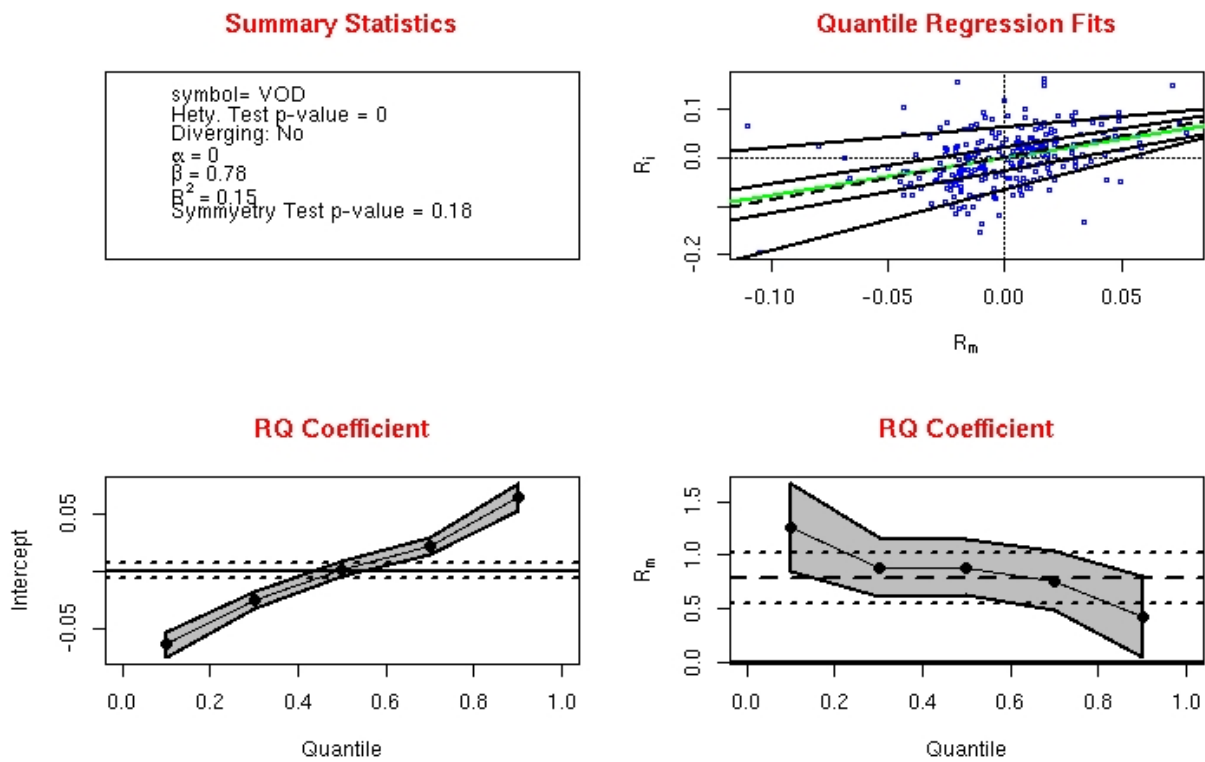 Summary Statistics
symbol= VOD
Hety. Test p-value = 0
Diverging: No
α = 0
β = 0.78
R² = 0.15
Symmyetry Test p-value = 0.18
Quantile Regression Fits
0.1
0.0
-0.2
R_i
-0.10 -0.05 0.00 0.05
R_m
RQ Coefficient
0.05
-0.05
Intercept
0.0 0.2 0.4 0.6 0.8 1.0
Quantile
RQ Coefficient
1.5
1.0
0.5
0.0
R_m
0.0 0.2 0.4 0.6 0.8 1.0
Quantile